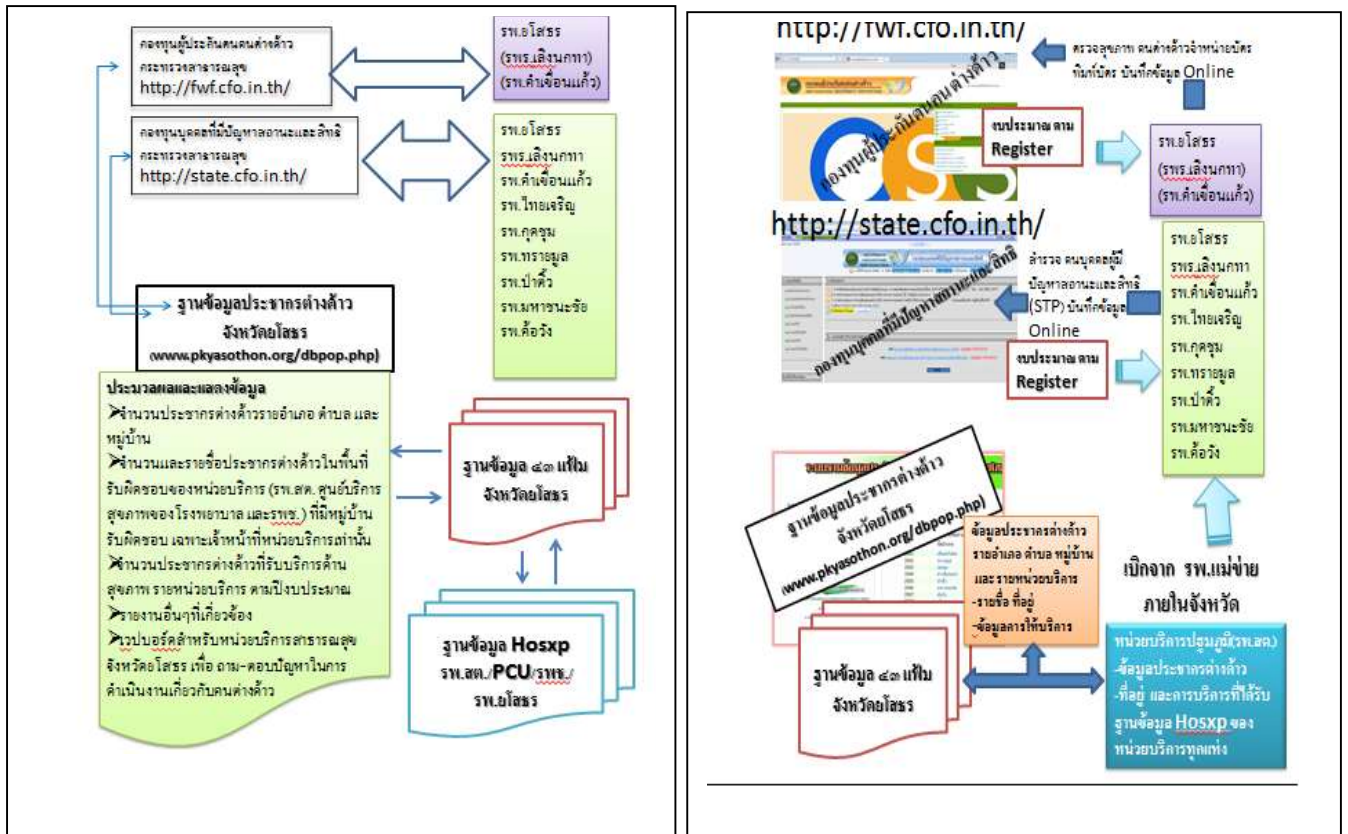 กองทุนผู้ประกันตนคนต่างด้าว
กระทรวงสาธารณสุข
http://fwf.cfo.in.th/
รพ.ยโสธร
(รพร.เลิงนกทา)
(รพ.คำเขื่อนแก้ว)
กองทุนบุคคลที่มีปัญหาสถานะและสิทธิ
กระทรวงสาธารณสุข
http://state.cfo.in.th/
รพ.ยโสธร
รพร.เลิงนกทา
รพ.คำเขื่อนแก้ว
รพ.ไทยเจริญ
รพ.กุดชุม
รพ.ทรายมูล
รพ.ป่าติ้ว
รพ.มหาชนะชัย
รพ.ค้อวัง
ฐานข้อมูลประชากรต่างด้าว
จังหวัดยโสธร
(www.pkyasothon.org/dbpop.php)
ประมวลผลและแสดงข้อมูล
➢จำนวนประชากรต่างด้าวรายอำเภอ ตำบล และ
หมู่บ้าน
➢จำนวนและรายชื่อประชากรต่างด้าวในพื้นที่
รับผิดชอบของหน่วยบริการ (รพ.สต. ศูนย์บริการ
สุขภาพของโรงพยาบาล และรพช.) ที่มีหมู่บ้าน
รับผิดชอบ เฉพาะเจ้าหน้าที่หน่วยบริการเท่านั้น
➢จำนวนประชากรต่างด้าวที่รับบริการด้าน
สุขภาพ รายหน่วยบริการ ตามปีงบประมาณ
➢รายงานอื่นๆที่เกี่ยวข้อง
➢เวปบอร์ดสำหรับหน่วยบริการสาธารณสุข
จังหวัดยโสธร เพื่อ ถาม-ตอบปัญหาในการ
ดำเนินงานเกี่ยวกับคนต่างด้าว
ฐานข้อมูล ๔๓ แฟ้ม
จังหวัดยโสธร
ฐานข้อมูล Hosxp
รพ.สต./PCU/รพช./
รพ.ยโสธร
http://fwf.cfo.in.th/
ตรวจสุขภาพ คนต่างด้าวจำหน่ายบัตร
พิมพ์บัตร บันทึกข้อมูล Online
กองทุนผู้ประกันตนคนต่างด้าว
งบประมาณ ตาม
Register
รพ.ยโสธร
(รพร.เลิงนกทา)
(รพ.คำเขื่อนแก้ว)
http://state.cfo.in.th/
กองทุนบุคคลที่มีปัญหาสถานะและสิทธิ
สำรวจ คนบุคคลผู้มี
ปัญหาสถานะและสิทธิ
(STP) บันทึกข้อมูล
Online
งบประมาณ ตาม
Register
รพ.ยโสธร
รพร.เลิงนกทา
รพ.คำเขื่อนแก้ว
รพ.ไทยเจริญ
รพ.กุดชุม
รพ.ทรายมูล
รพ.ป่าติ้ว
รพ.มหาชนะชัย
รพ.ค้อวัง
ฐานข้อมูลประชากรต่างด้าว
จังหวัดยโสธร
(www.pkyasothon.org/dbpop.php)
ข้อมูลประชากรต่างด้าว
รายอำเภอ ตำบล หมู่บ้าน
และ รายหน่วยบริการ
-รายชื่อ ที่อยู่
-ข้อมูลการให้บริการ
เบิกจาก รพ.แม่ข่าย
ภายในจังหวัด
ฐานข้อมูล ๔๓ แฟ้ม
จังหวัดยโสธร
หน่วยบริการปฐมภูมิ(รพ.สต.)
-ข้อมูลประชากรต่างด้าว
-ที่อยู่ และการบริการที่ได้รับ
ฐานข้อมูล Hosxp ของ
หน่วยบริการทุกแห่ง